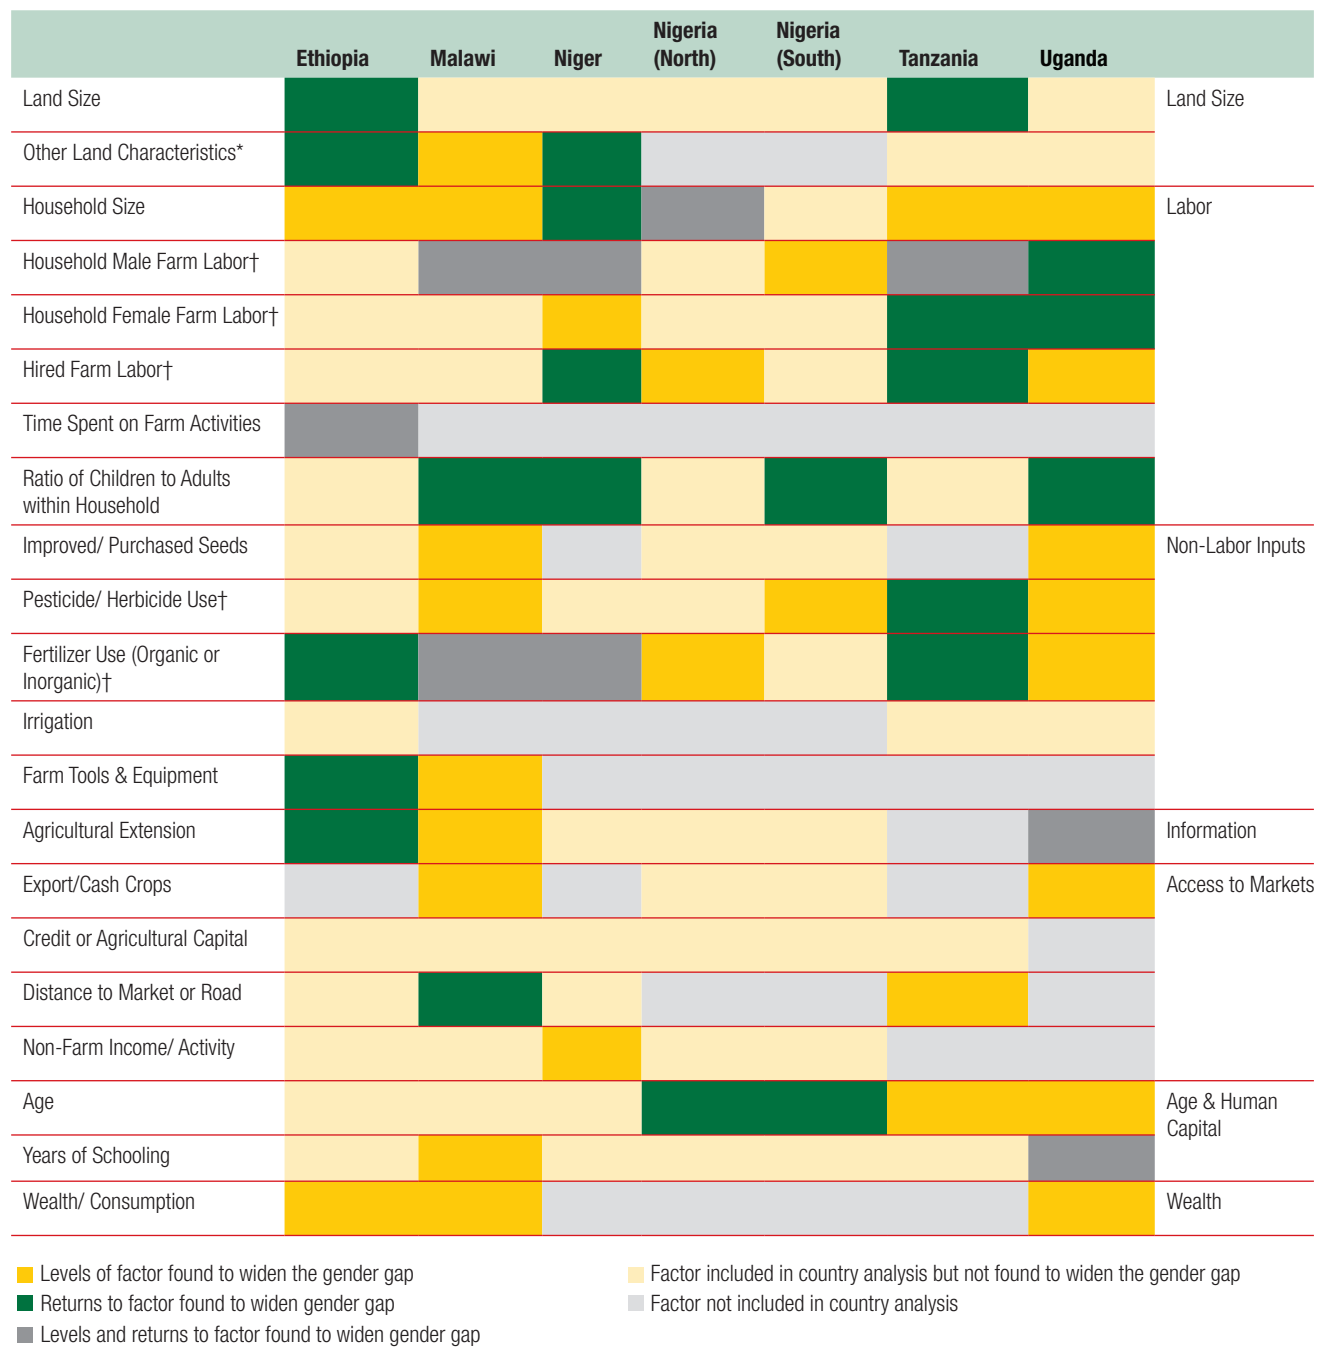 Nigeria Nigeria
Ethiopia Malawi Niger (North) (South) Tanzania Uganda
Land Size Land Size
Other Land Characteristics*
Household Size Labor
Household Male Farm Labor†
Household Female Farm Labor†
Hired Farm Labor†
Time Spent on Farm Activities
Ratio of Children to Adults
within Household
Improved/ Purchased Seeds Non-Labor Inputs
Pesticide/ Herbicide Use†
Fertilizer Use (Organic or
Inorganic)†
Irrigation
Farm Tools & Equipment
Agricultural Extension Information
Export/Cash Crops Access to Markets
Credit or Agricultural Capital
Distance to Market or Road
Non-Farm Income/ Activity
Age Age & Human
Capital
Years of Schooling
Wealth/ Consumption Wealth
Levels of factor found to widen the gender gap
Returns to factor found to widen gender gap
Levels and returns to factor found to widen gender gap
Factor included in country analysis but not found to widen the gender gap
Factor not included in country analysis